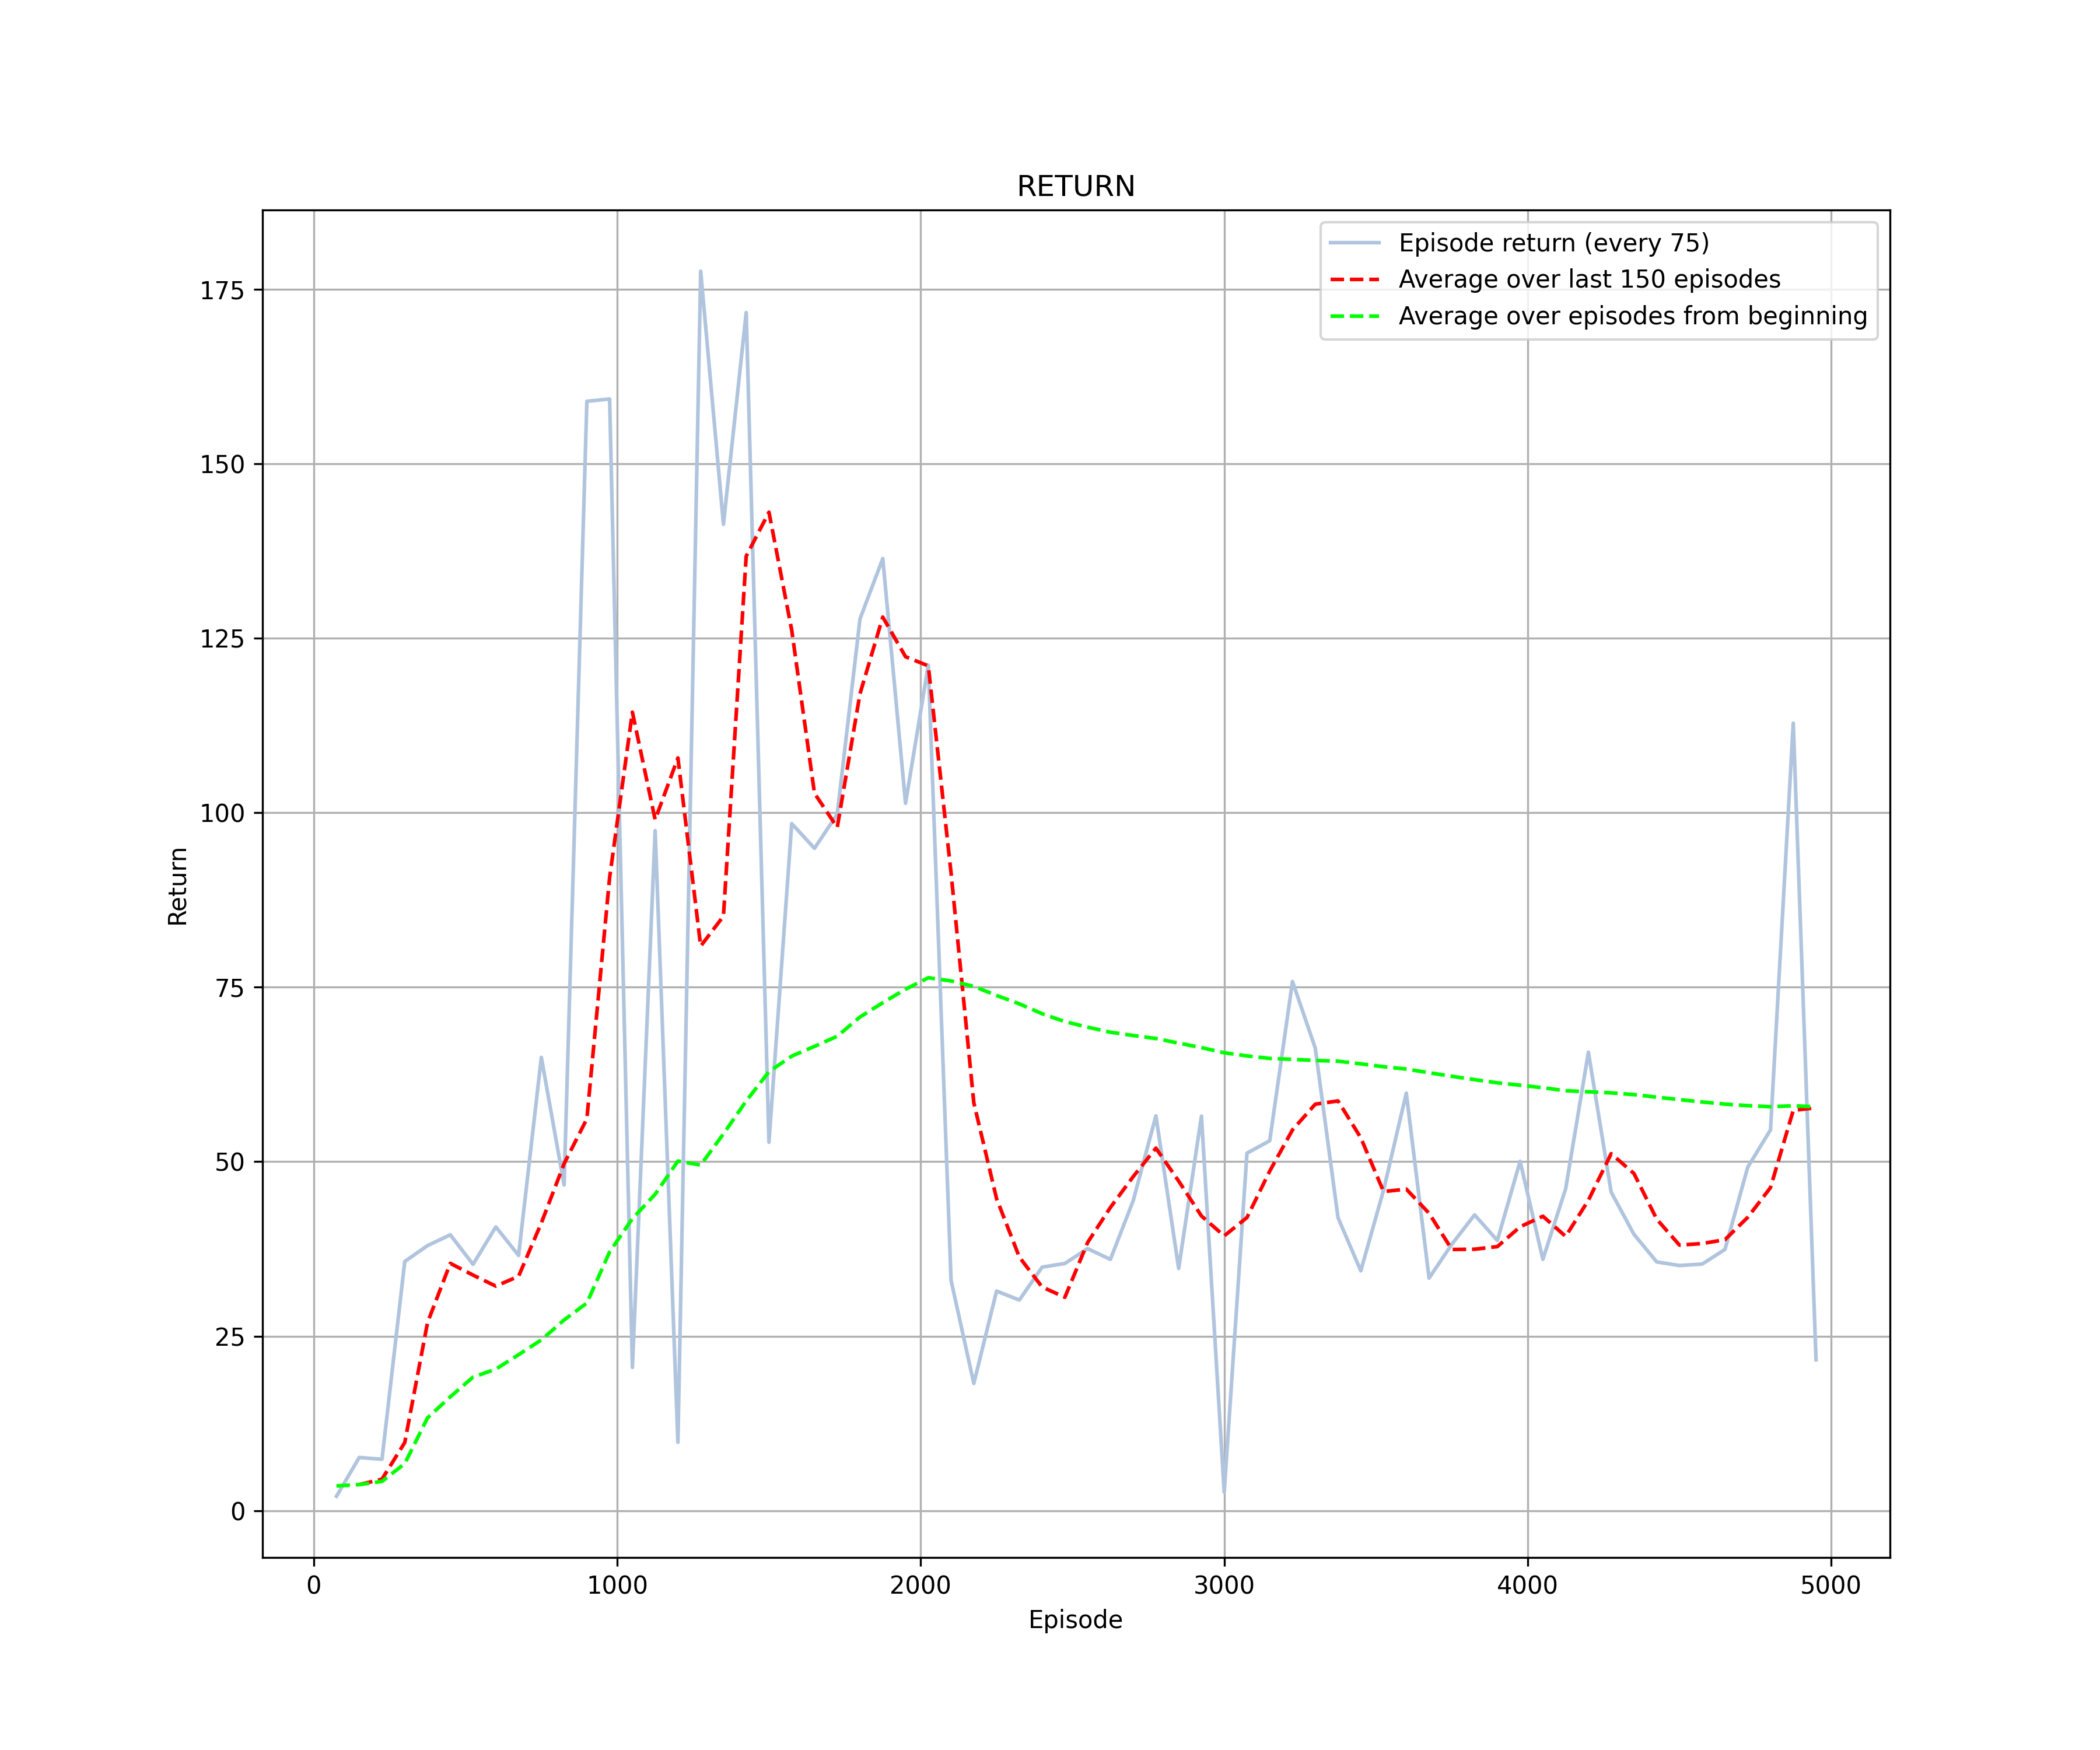 RETURN
Episode return (every 75)
Average over last 150 episodes
Average over episodes from beginning
175
150
125
100
75
50
25
0
Return
0 1000 2000 3000 4000 5000
Episode